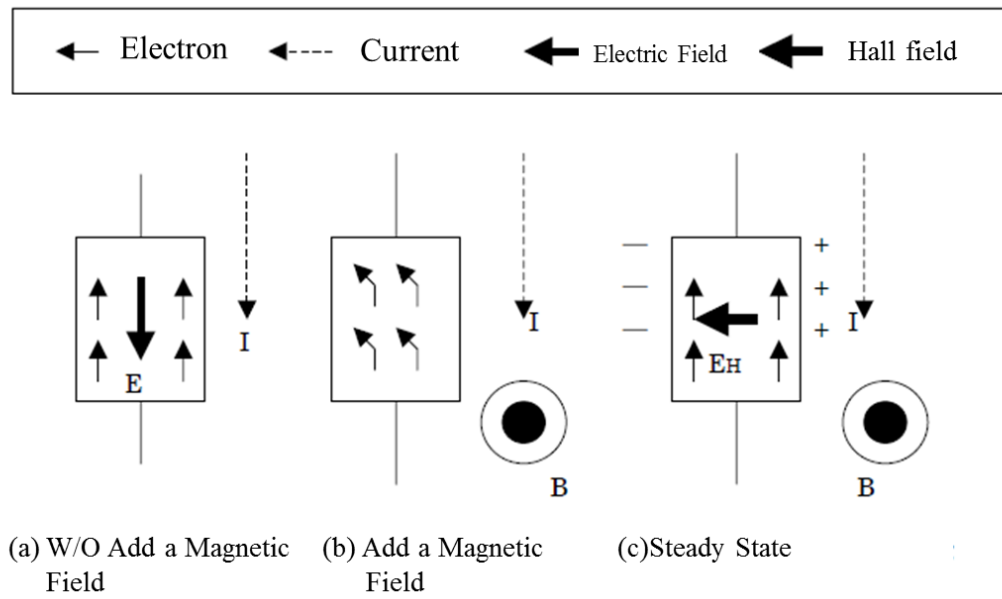 Electron Current Electric Field Hall field
E
I
I
B
— +
— +
— +
EH
I
B
(a) W/O Add a Magnetic Field
(b) Add a Magnetic Field
(c)Steady State